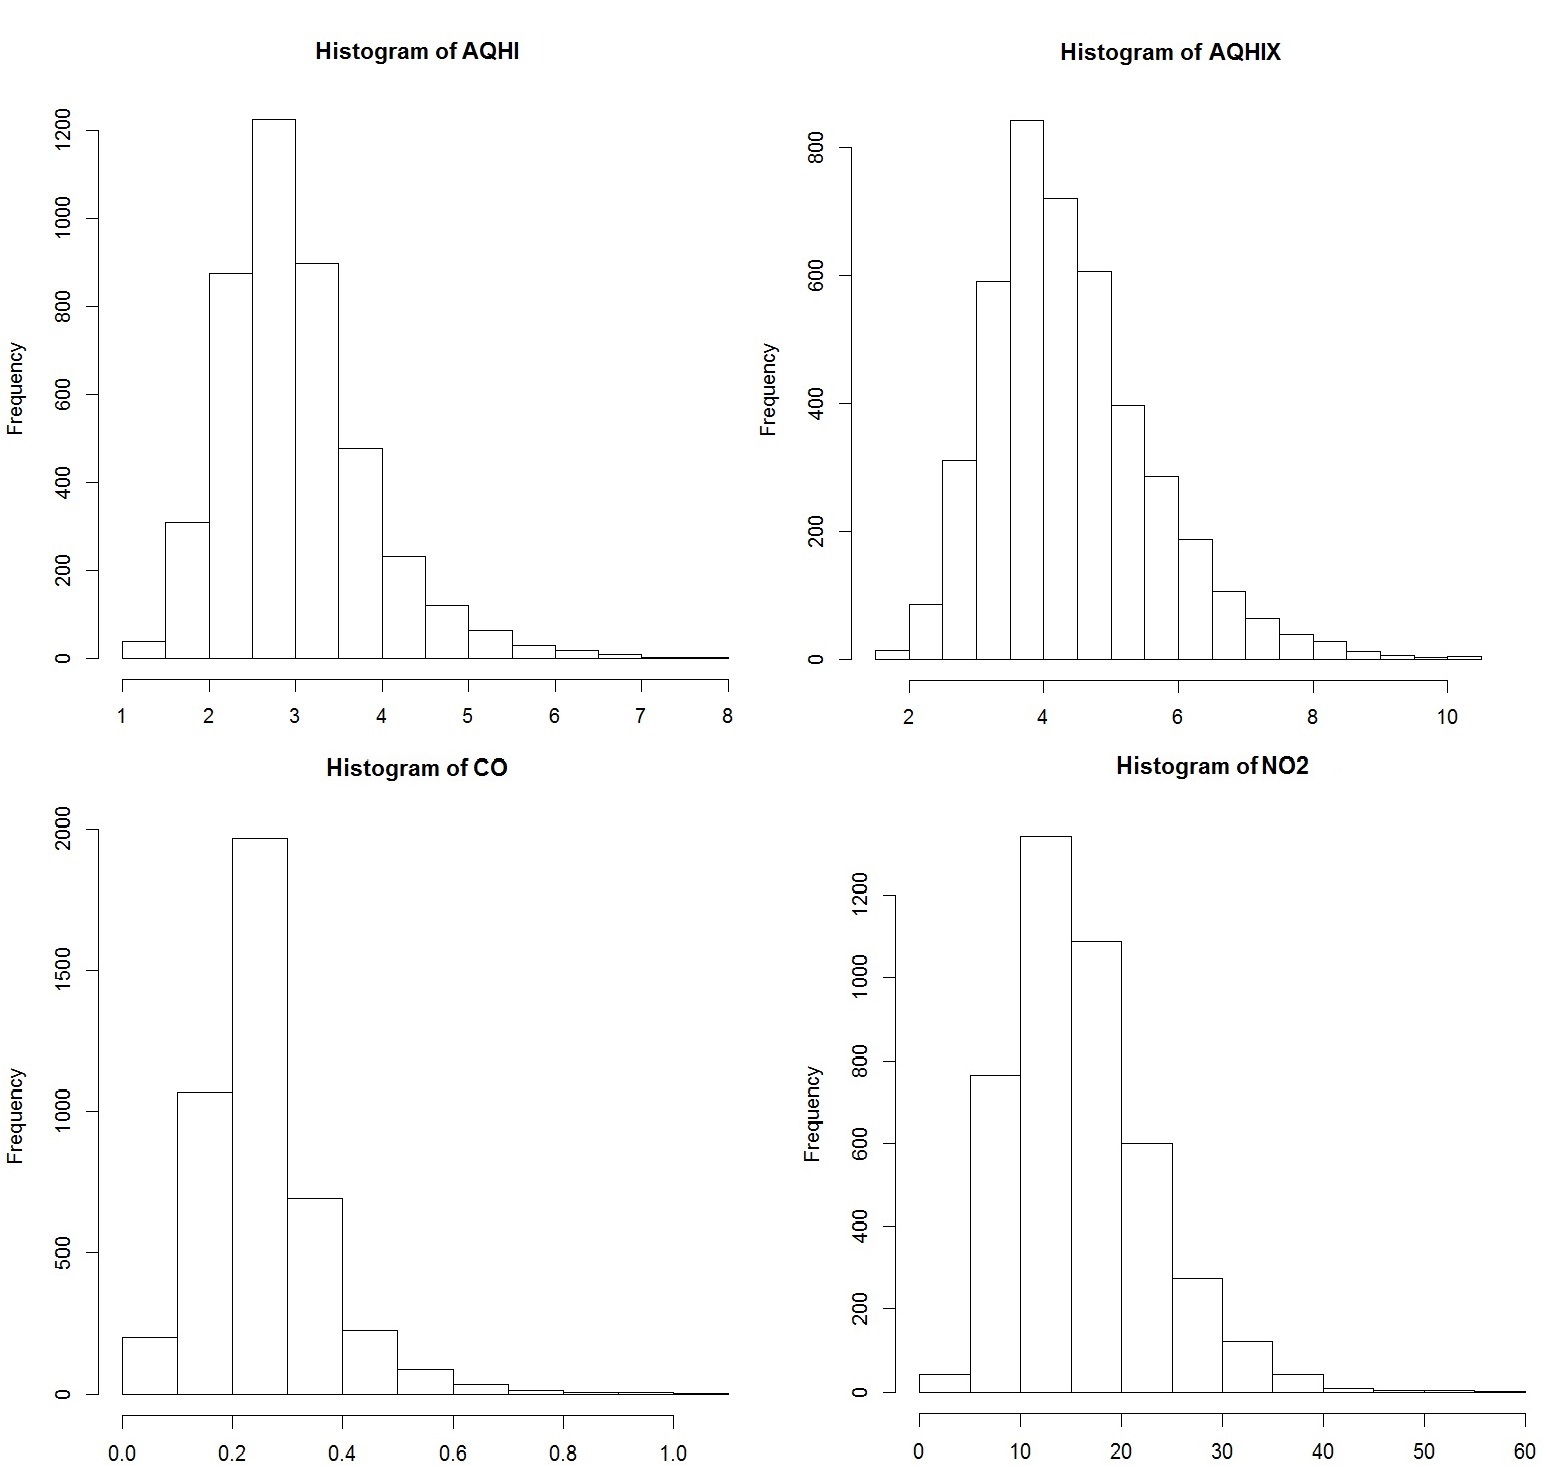 Histogram of AQHI
Frequency
0 200 400 600 800 1000 1200
1 2 3 4 5 6 7 8
Histogram of AQHIX
Frequency
0 200 400 600 800
2 4 6 8 10
Histogram of CO
Frequency
0 500 1000 1500 2000
0.0 0.2 0.4 0.6 0.8 1.0
Histogram of NO2
Frequency
0 200 400 600 800 1000 1200
0 10 20 30 40 50 60